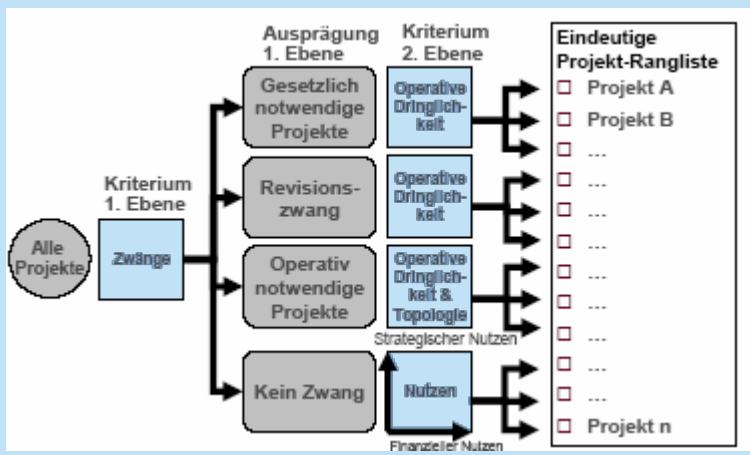 Ausprägung
1. Ebene
Kriterium
2. Ebene
Eindeutige
Projekt-Rangliste
Kriterium
1. Ebene
Alle
Projekte
Zwänge
Gesetzlich
notwendige
Projekte
Operative
Dringlich-
keit
Revisions-
zwang
Operative
Dringlich-
keit
Operativ
notwendige
Projekte
Operative
Dringlich-
keit &
Topologie
Strategischer Nutzen
Kein Zwang
Nutzen
Finanzieller Nutzen
Projekt A
Projekt B
...
...
...
...
...
...
...
...
...
Projekt n